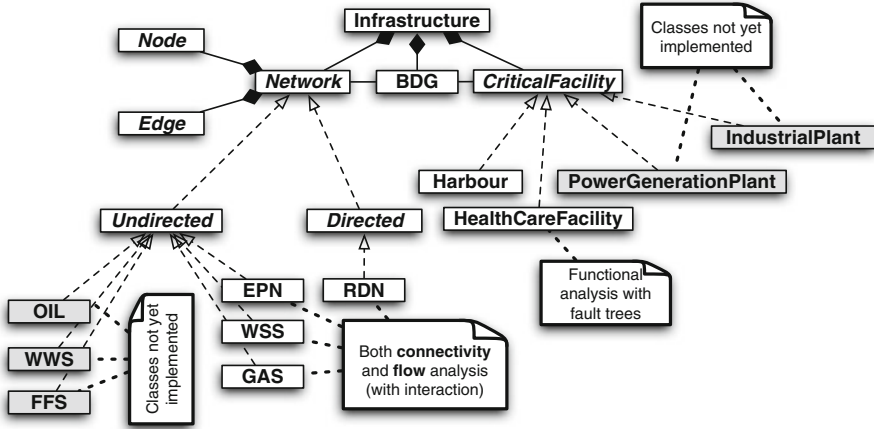 Infrastructure
Classes not yet
implemented
Node
Network
BDG
CriticalFacility
Edge
IndustrialPlant
Harbour
PowerGenerationPlant
Undirected
Directed
HealthCareFacility
EPN
RDN
Functional
analysis with
fault trees
OIL
Classes not yet
implemented
WSS
Both connectivity
and flow analysis
(with interaction)
WWS
GAS
FFS